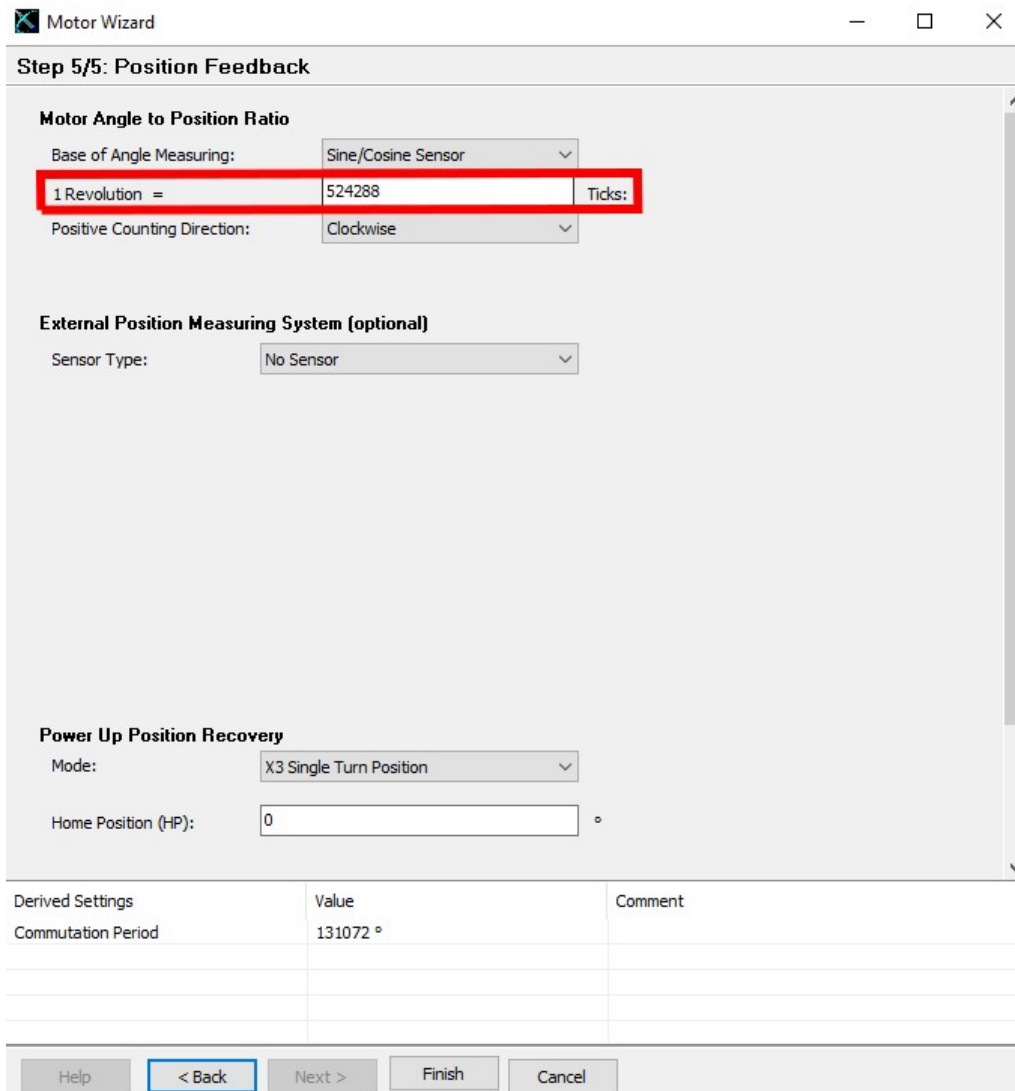 Motor Wizard
Step 5/5: Position Feedback
Motor Angle to Position Ratio
Base of Angle Measuring: Sine/Cosine Sensor
1 Revolution = 524288 Ticks:
Positive Counting Direction: Clockwise
External Position Measuring System (optional)
Sensor Type: No Sensor
Power Up Position Recovery
Mode: X3 Single Turn Position
Home Position (HP): 0 °
Derived Settings Value Comment
Commutation Period 131072 °
Help < Back Next > Finish Cancel